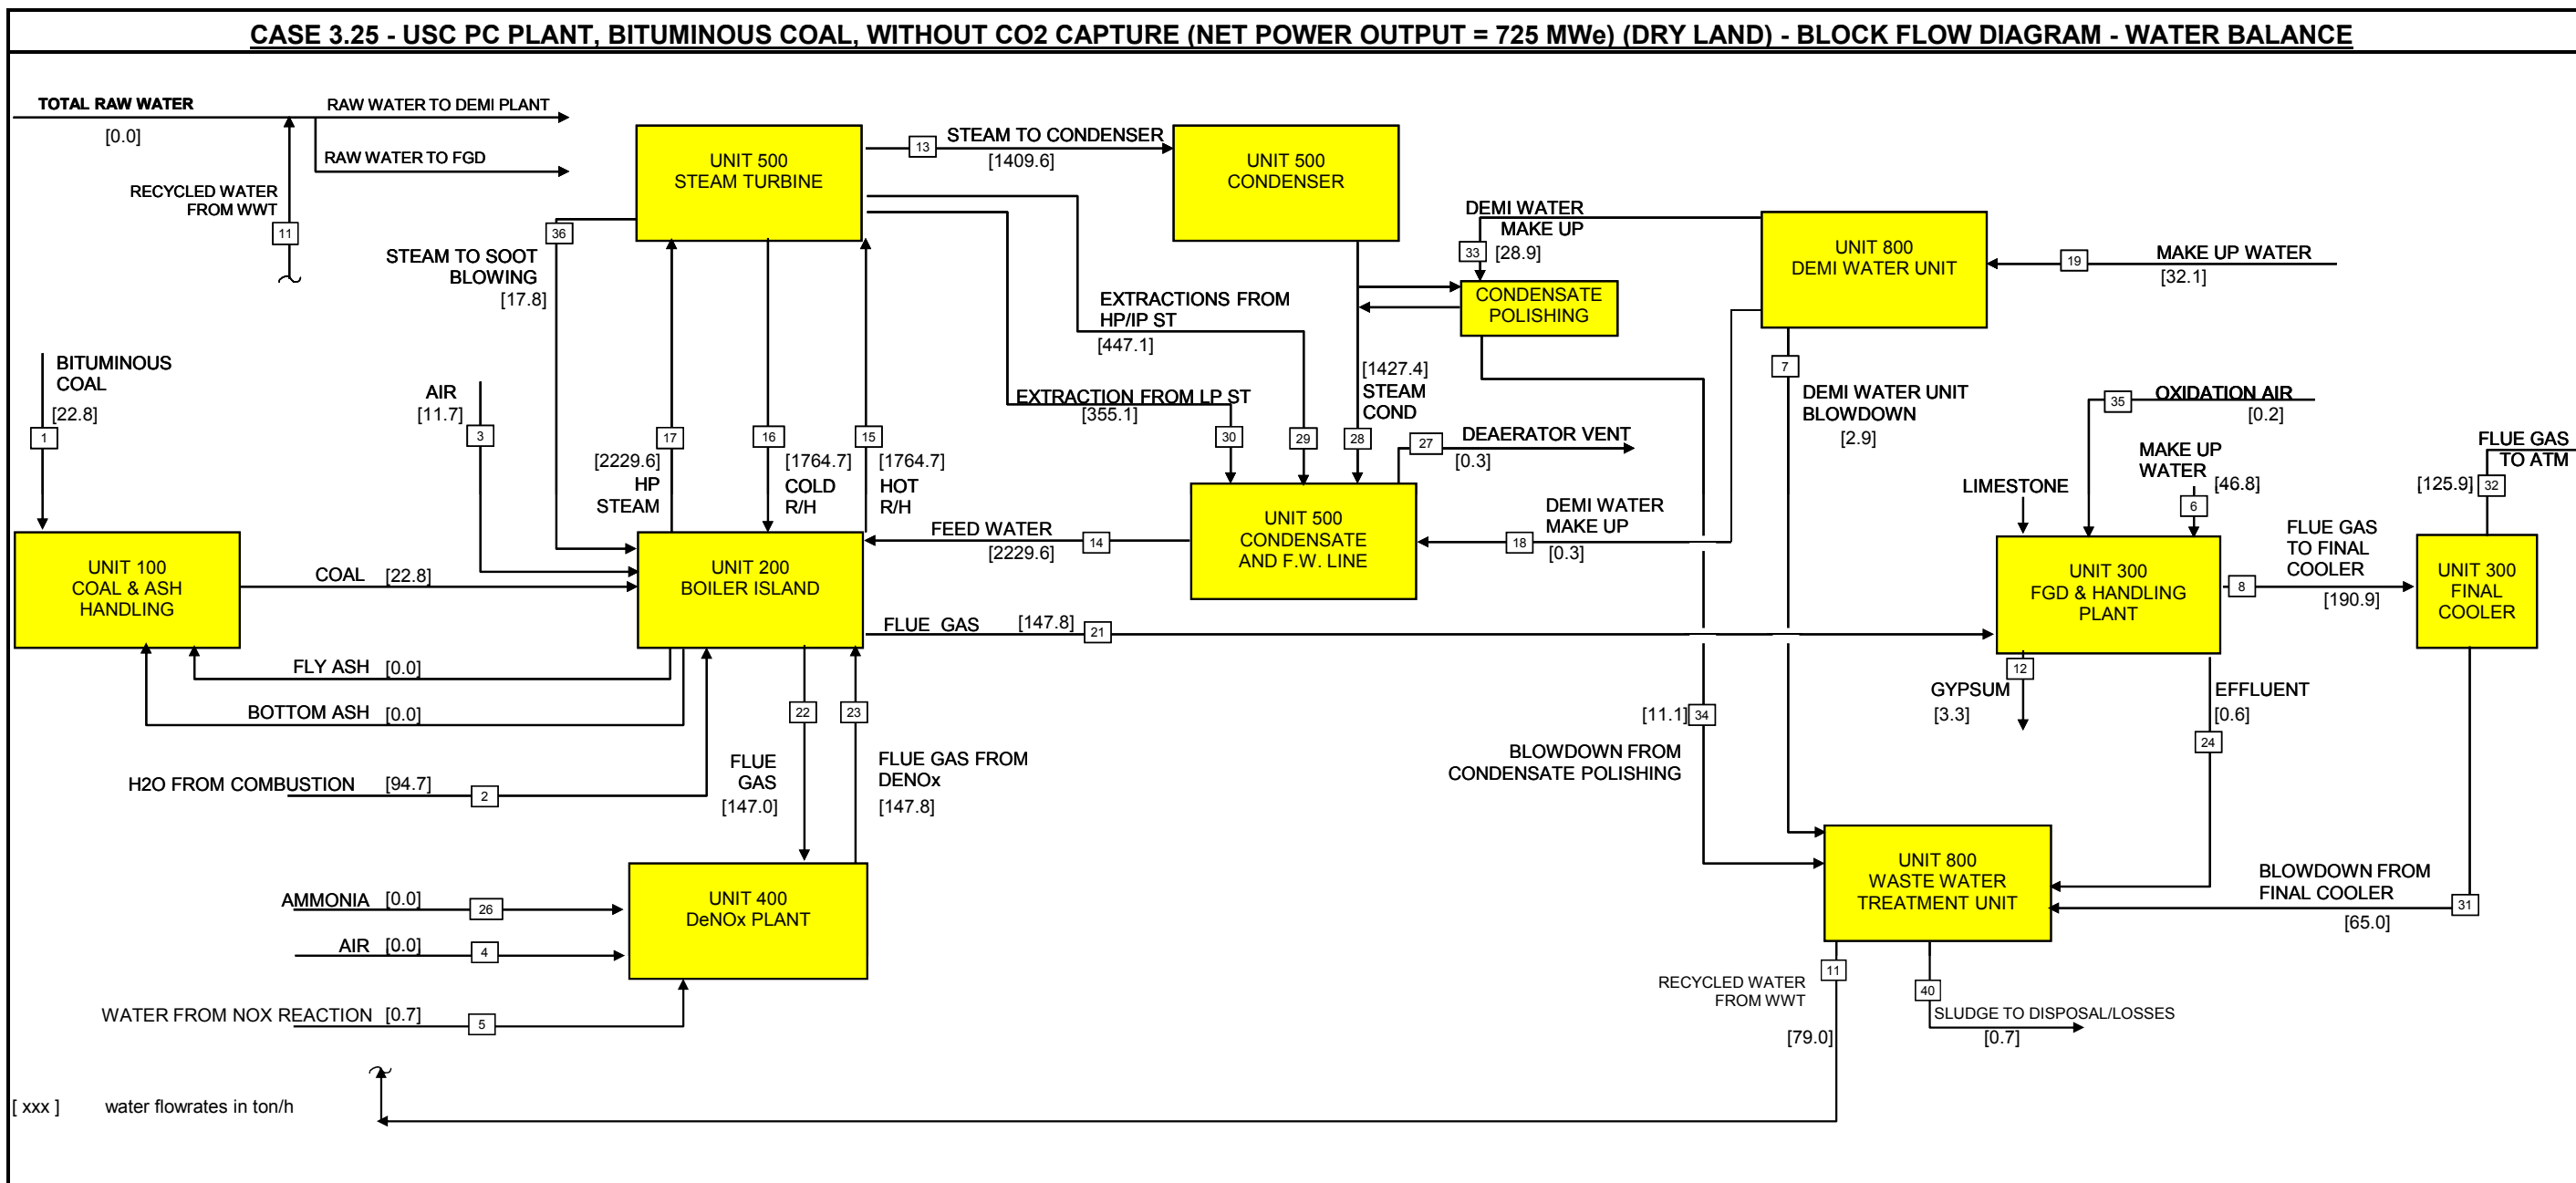 CASE 3.25 - USC PC PLANT, BITUMINOUS COAL, WITHOUT CO2 CAPTURE (NET POWER OUTPUT = 725 MWe) (DRY LAND) - BLOCK FLOW DIAGRAM - WATER BALANCE
TOTAL RAW WATER
[0.0]
RAW WATER TO DEMI PLANT
RAW WATER TO FGD
RECYCLED WATER
FROM WWT
11
UNIT 500
STEAM TURBINE
13
STEAM TO CONDENSER
[1409.6]
UNIT 500
CONDENSER
36
STEAM TO SOOT
BLOWING
[17.8]
DEMI WATER
MAKE UP
33
[28.9]
CONDENSATE
POLISHING
UNIT 800
DEMI WATER UNIT
19
MAKE UP WATER
[32.1]
EXTRACTIONS FROM
HP/IP ST
[447.1]
EXTRACTION FROM LP ST
[355.1]
[1427.4]
STEAM
COND
7
DEMI WATER UNIT
BLOWDOWN
[2.9]
BITUMINOUS
COAL
[22.8]
1
AIR
[11.7]
3
17
[2229.6]
HP
STEAM
16
[1764.7]
COLD
R/H
15
[1764.7]
HOT
R/H
30
29
28
27
DEAERATOR VENT
[0.3]
35
OXIDATION AIR
[0.2]
MAKE UP
WATER
[46.8]
6
LIMESTONE
FLUE GAS
TO ATM
[125.9]
32
UNIT 100
COAL & ASH
HANDLING
COAL
[22.8]
UNIT 200
BOILER ISLAND
FEED WATER
[2229.6]
14
UNIT 500
CONDENSATE
AND F.W. LINE
DEMI WATER
MAKE UP
18
[0.3]
UNIT 300
FGD & HANDLING
PLANT
FLUE GAS
TO FINAL
COOLER
8
[190.9]
UNIT 300
FINAL
COOLER
FLUE GAS
[147.8]
21
FLY ASH
[0.0]
BOTTOM ASH
[0.0]
22
23
FLUE
GAS
[147.0]
FLUE GAS FROM
DENOx
[147.8]
H2O FROM COMBUSTION
[94.7]
2
12
GYPSUM
[3.3]
EFFLUENT
[0.6]
24
[11.1]
34
BLOWDOWN FROM
CONDENSATE POLISHING
AMMONIA
[0.0]
26
AIR
[0.0]
4
UNIT 400
DeNOx PLANT
WATER FROM NOX REACTION
[0.7]
5
UNIT 800
WASTE WATER
TREATMENT UNIT
BLOWDOWN FROM
FINAL COOLER
31
[65.0]
RECYCLED WATER
FROM WWT
11
[79.0]
40
SLUDGE TO DISPOSAL/LOSSES
[0.7]
[ xxx ]
water flowrates in ton/h